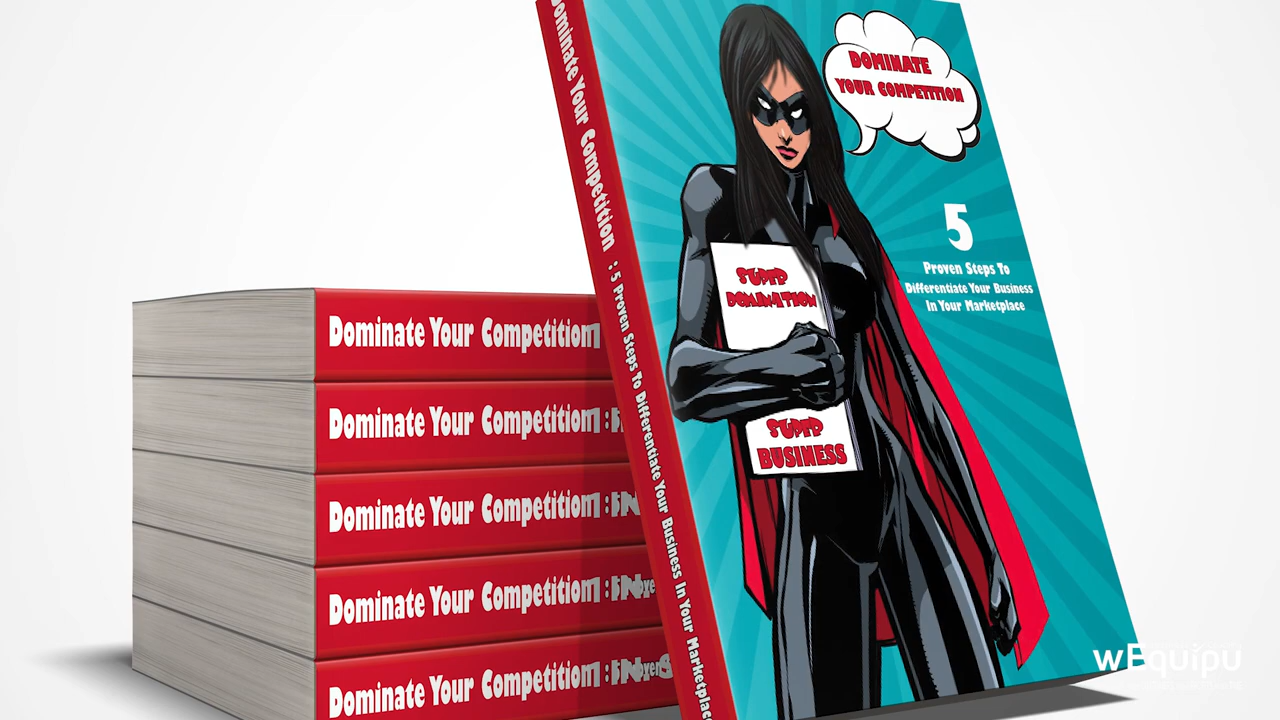 DOMINATE
YOUR COMPETITION
5
Proven Steps To
Differentiate Your Business
In Your Marketplace
SUPER
DOMINATION
SUPER
BUSINESS
Dominate Your Competition : 5 Proven Steps To Differentiate Your Business In Your Marketplace
Dominate Your Competition
Dominate Your Competition :
Dominate Your Competition :
Dominate Your Competition :
Dominate Your Competition :
wEquipu